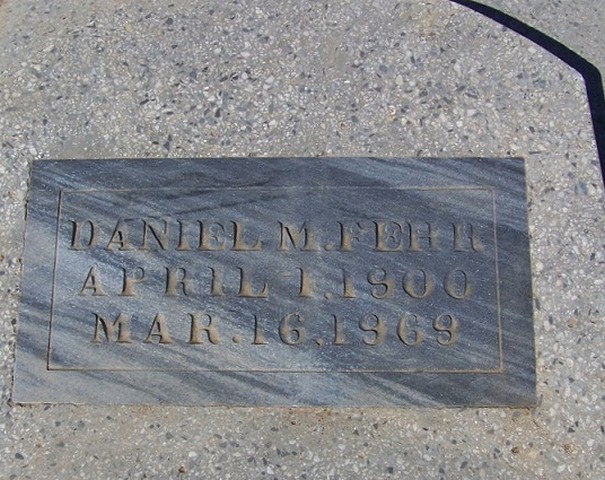 DANIEL M. FEHR
APRIL 1, 1900
MAR. 16, 1969